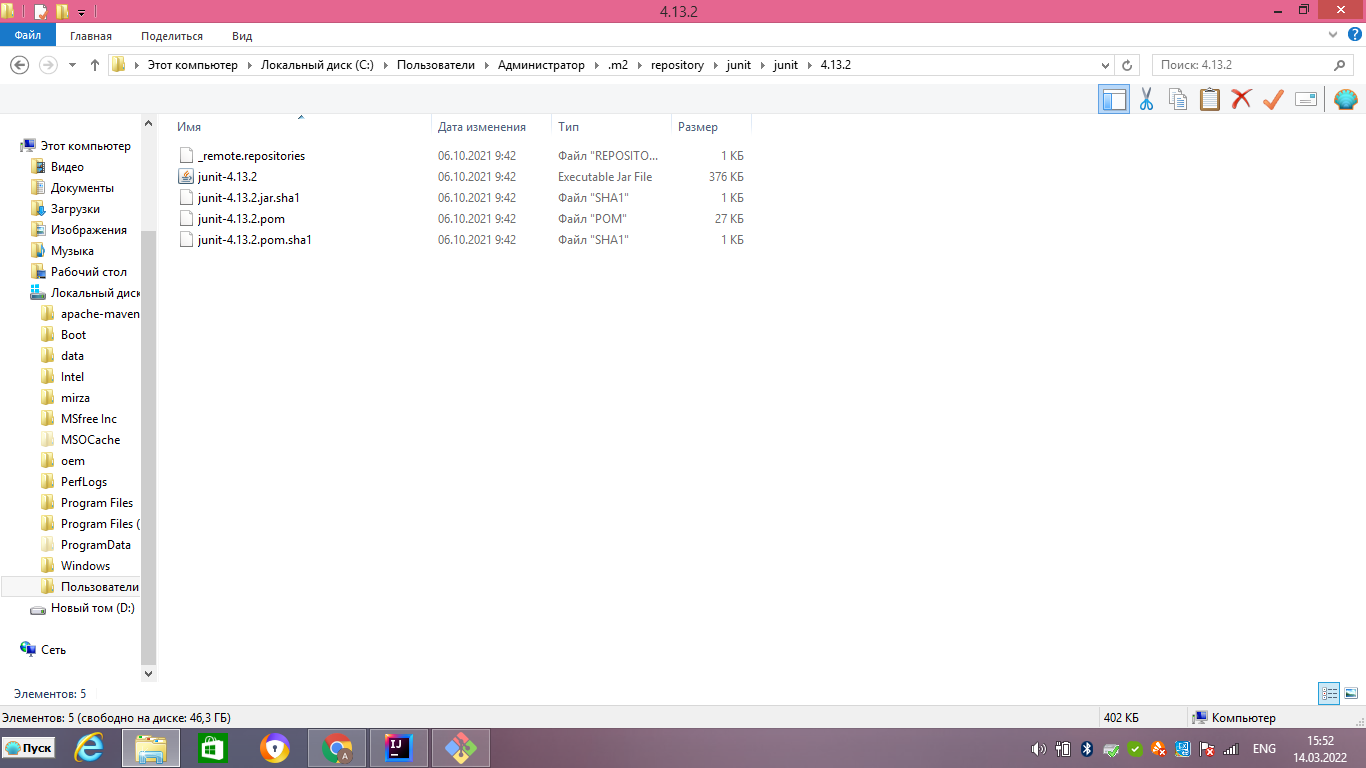 4.13.2
Файл Главная Поделиться Вид
Этот компьютер Локальный диск (C:) Пользователи Администратор .m2 repository junit junit 4.13.2
Поиск: 4.13.2
Имя Дата изменения Тип Размер
_remote.repositories 06.10.2021 9:42 Файл "REPOSITO... 1 КБ
junit-4.13.2 06.10.2021 9:42 Executable Jar File 376 КБ
junit-4.13.2.jar.sha1 06.10.2021 9:42 Файл "SHA1" 1 КБ
junit-4.13.2.pom 06.10.2021 9:42 Файл "POM" 27 КБ
junit-4.13.2.pom.sha1 06.10.2021 9:42 Файл "SHA1" 1 КБ
Этот компьютер
Видео
Документы
Загрузки
Изображения
Музыка
Рабочий стол
Локальный диск
apache-maven
Boot
data
Intel
mirza
MSfree Inc
MSOCache
oem
PerfLogs
Program Files
Program Files (
ProgramData
Windows
Пользователи
Новый том (D:)
Сеть
Элементов: 5
Элементов: 5 (свободно на диске: 46,3 ГБ) 402 КБ Компьютер
Пуск
IJ
A
ENG
15:52
14.03.2022